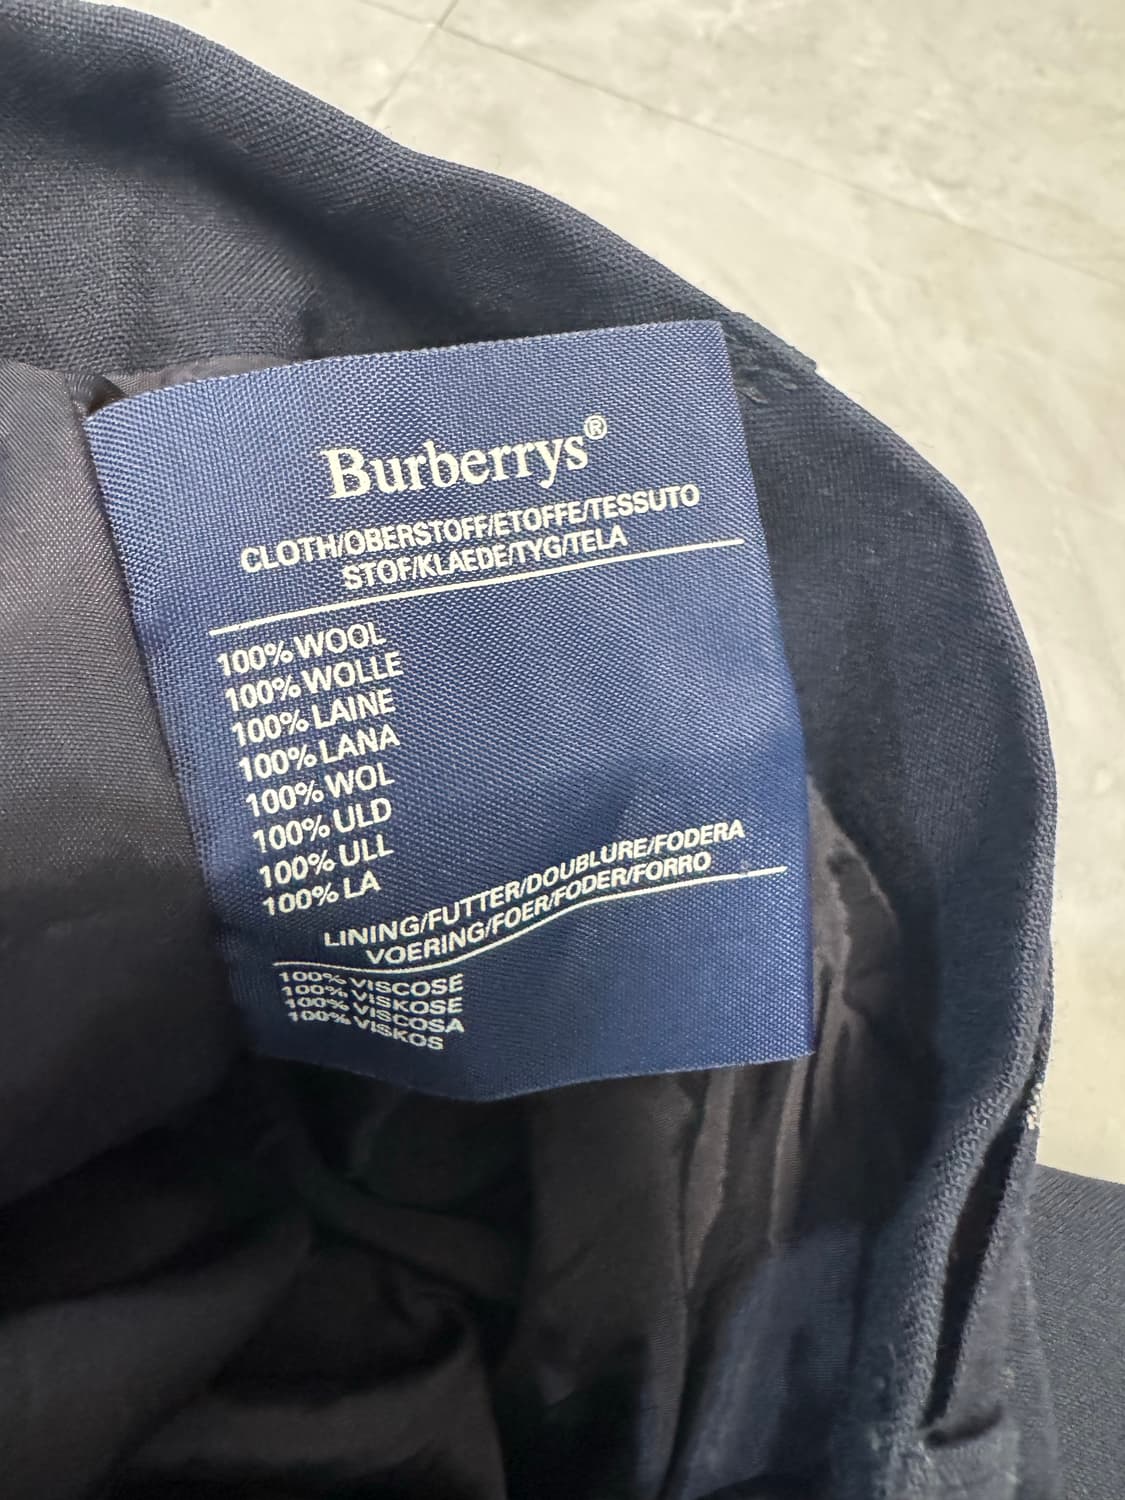 Burberrys®
CLOTH/OBERSTOFF/ETOFFE/TESSUTO
STOF/KLAEDE/TYG/TELA
100% WOOL
100% WOLLE
100% LAINE
100% LANA
100% WOL
100% ULD
100% ULL
100% LA
LINING/FUTTER/DOUBLURE/FODERA
VOERING/FOER/FODER/FORRO
100% VISCOSE
100% VISKOSE
100% VISCOSA
100% VISKOS